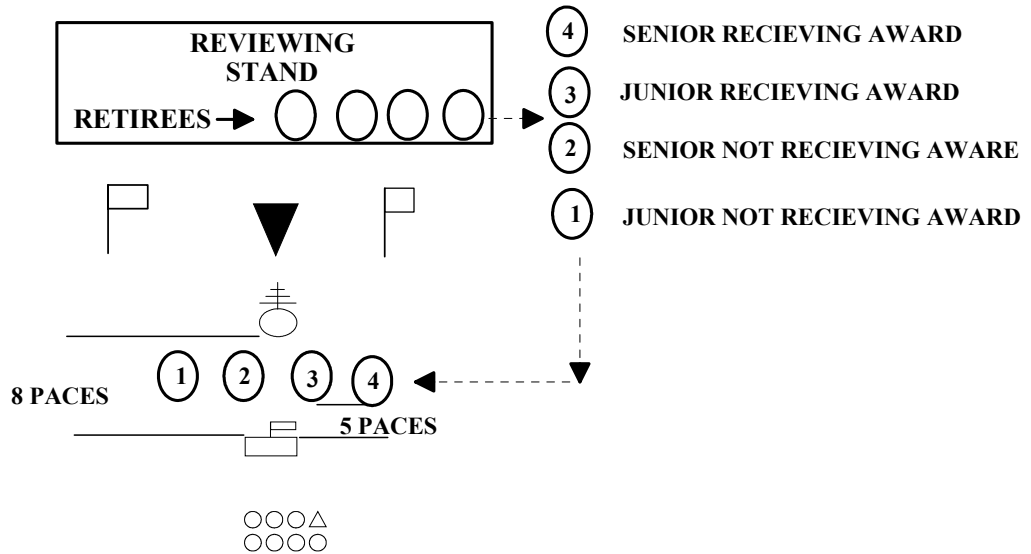 REVIEWING
STAND
RETIREES
4 SENIOR RECIEVING AWARD
3 JUNIOR RECIEVING AWARD
2 SENIOR NOT RECIEVING AWARE
1 JUNIOR NOT RECIEVING AWARD
1 2 3 4
8 PACES
5 PACES